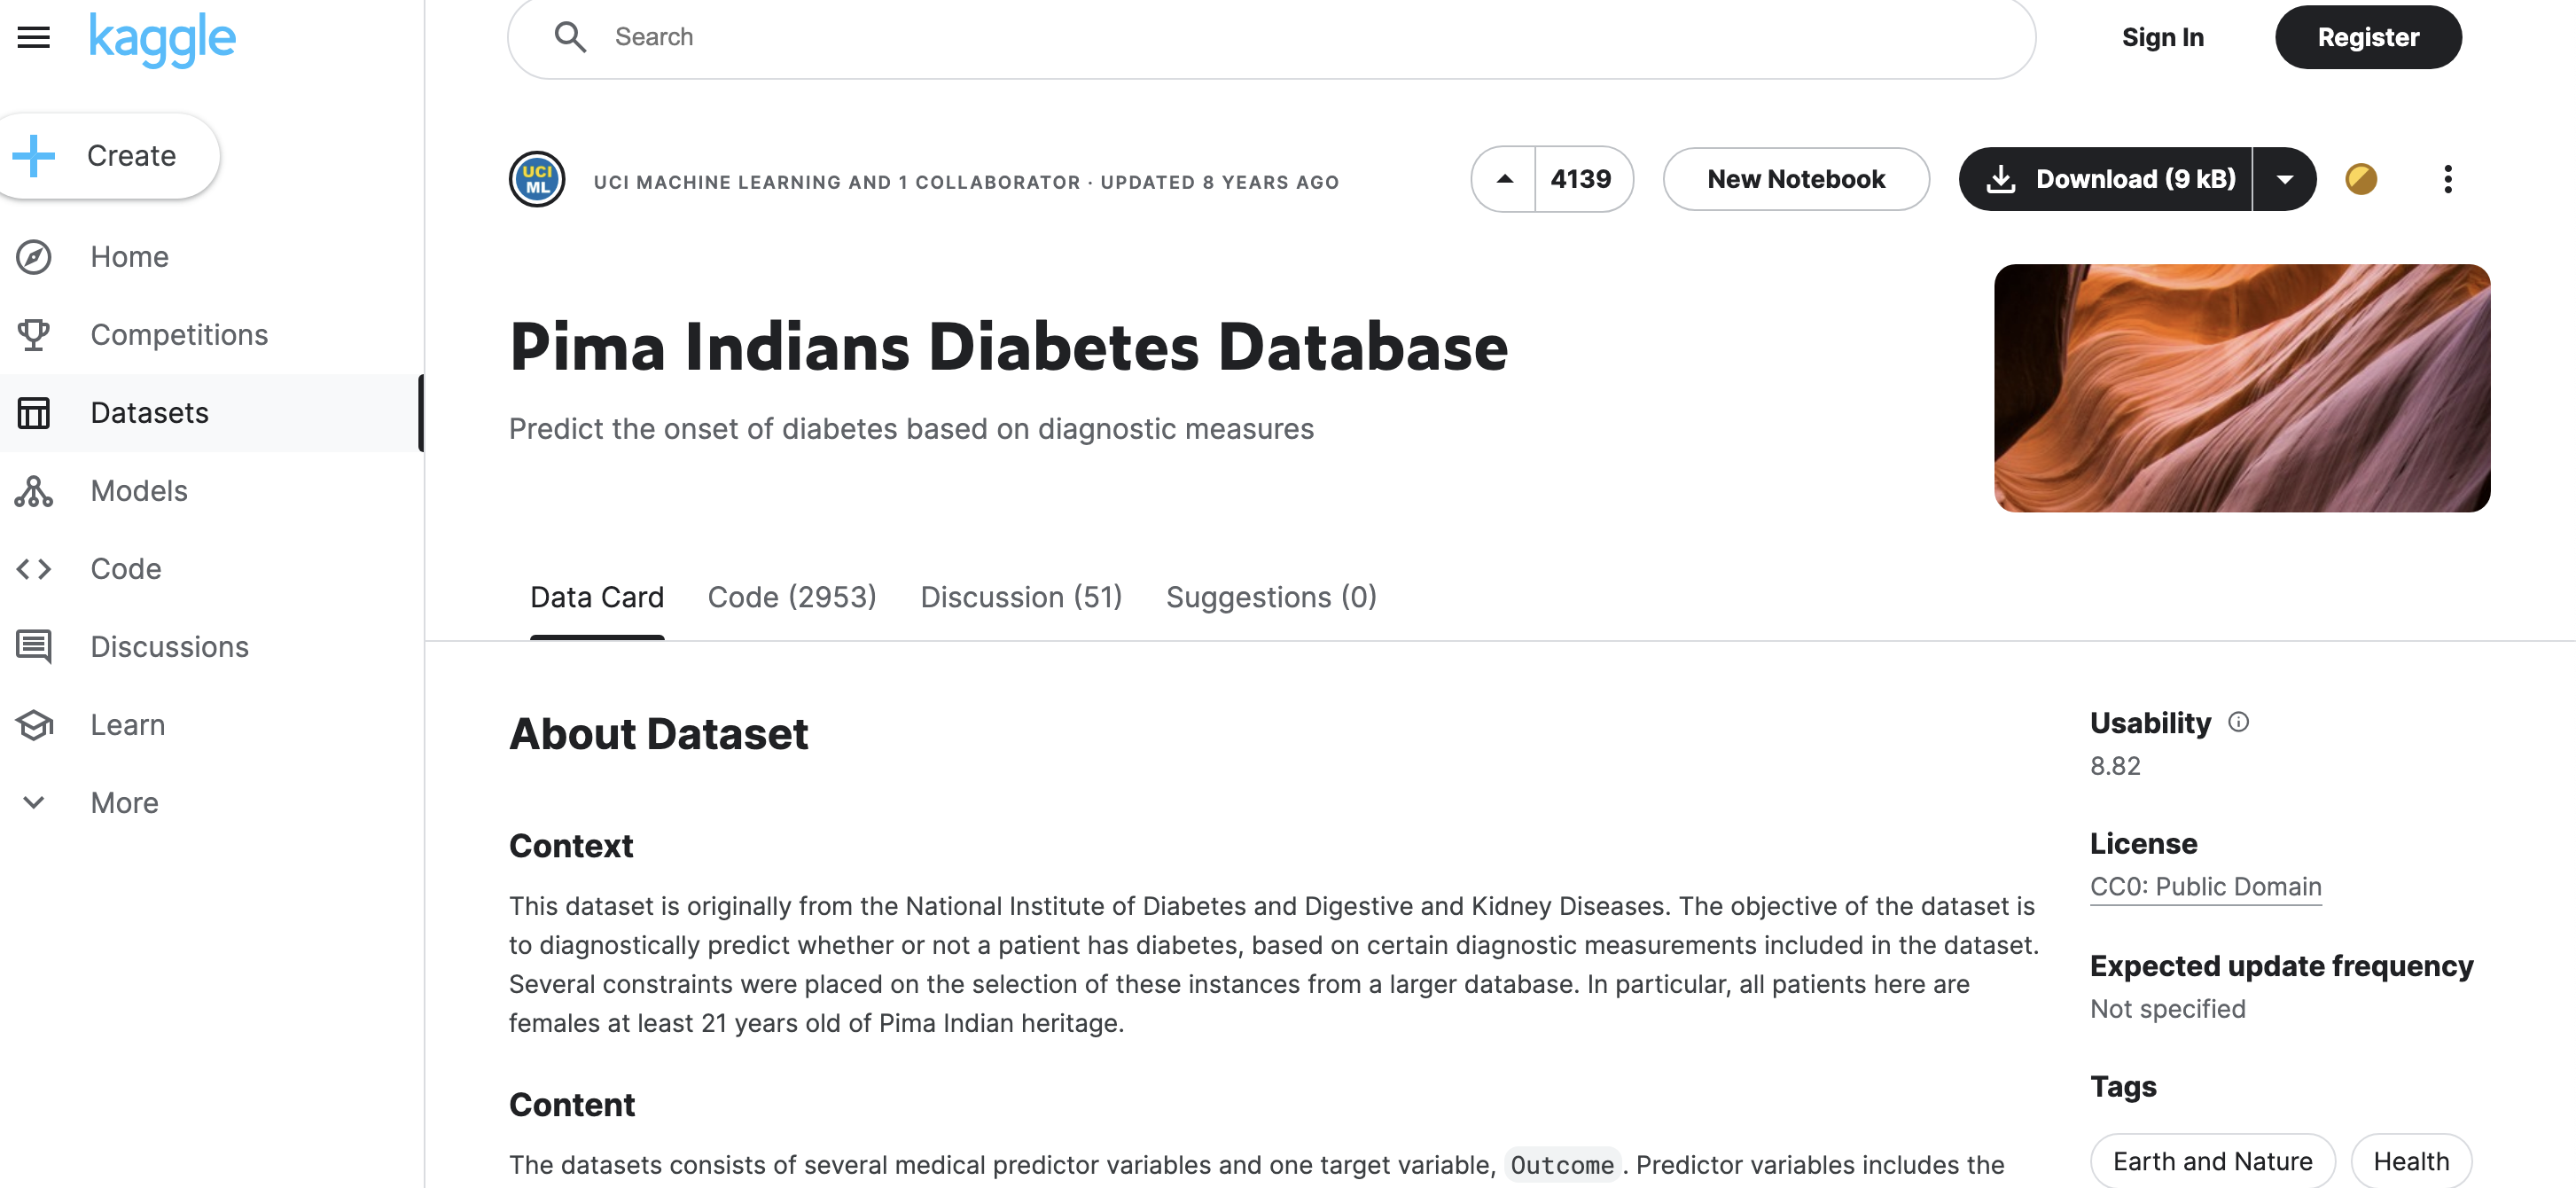 kaggle
Search
Sign In
Register
Create
Home
Competitions
Datasets
Models
Code
Discussions
Learn
More
UCI
ML
UCI MACHINE LEARNING AND 1 COLLABORATOR · UPDATED 8 YEARS AGO
4139
New Notebook
Download (9 kB)
Pima Indians Diabetes Database
Predict the onset of diabetes based on diagnostic measures
Data Card
Code (2953)
Discussion (51)
Suggestions (0)
About Dataset
Context
This dataset is originally from the National Institute of Diabetes and Digestive and Kidney Diseases. The objective of the dataset is
to diagnostically predict whether or not a patient has diabetes, based on certain diagnostic measurements included in the dataset.
Several constraints were placed on the selection of these instances from a larger database. In particular, all patients here are
females at least 21 years old of Pima Indian heritage.
Content
The datasets consists of several medical predictor variables and one target variable, Outcome. Predictor variables includes the
Usability
8.82
License
CC0: Public Domain
Expected update frequency
Not specified
Tags
Earth and Nature
Health